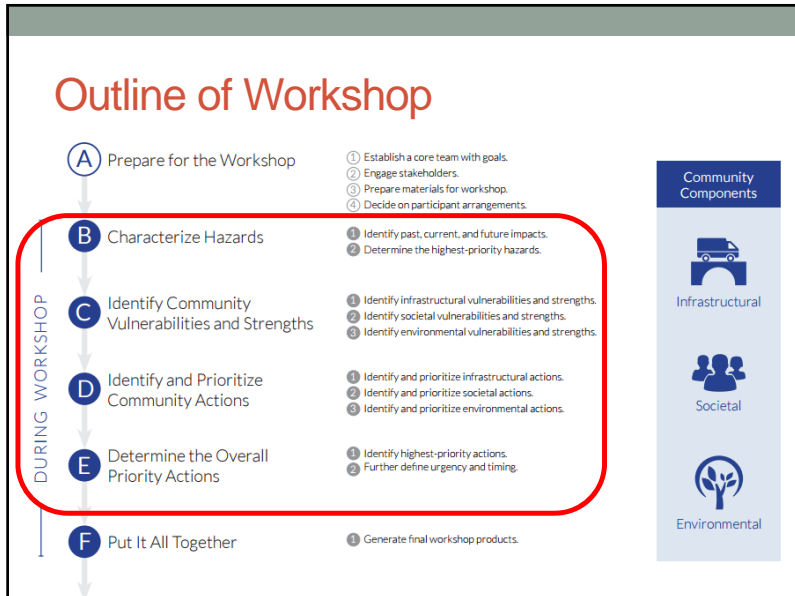 Outline of Workshop
A Prepare for the Workshop
1 Establish a core team with goals.
2 Engage stakeholders.
3 Prepare materials for workshop.
4 Decide on participant arrangements.
DURING WORKSHOP
B Characterize Hazards
1 Identify past, current, and future impacts.
2 Determine the highest-priority hazards.
C Identify Community
Vulnerabilities and Strengths
1 Identify infrastructural vulnerabilities and strengths.
2 Identify societal vulnerabilities and strengths.
3 Identify environmental vulnerabilities and strengths.
D Identify and Prioritize
Community Actions
1 Identify and prioritize infrastructural actions.
2 Identify and prioritize societal actions.
3 Identify and prioritize environmental actions.
E Determine the Overall
Priority Actions
1 Identify highest-priority actions.
2 Further define urgency and timing.
F Put It All Together
1 Generate final workshop products.
Community
Components
Infrastructural
Societal
Environmental